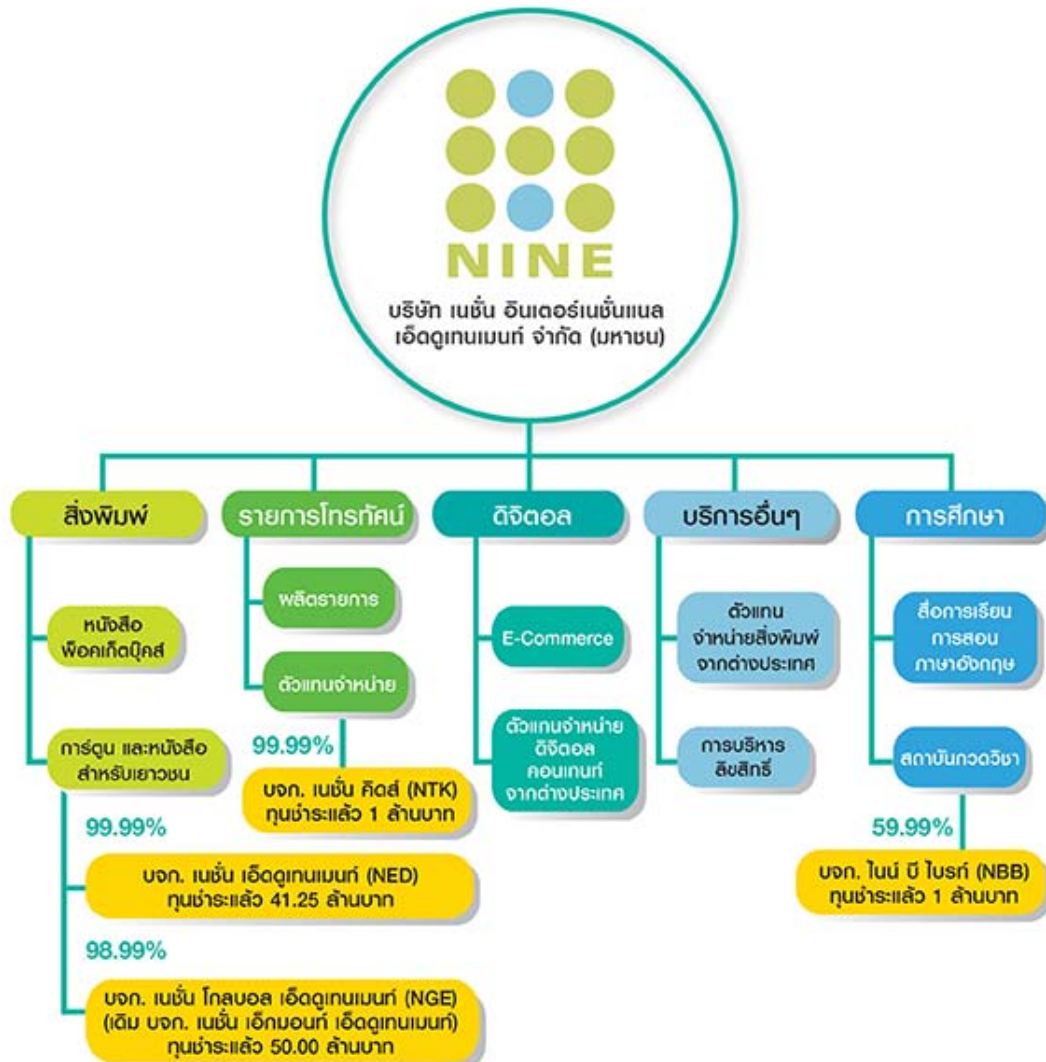 NINE
บริษัท เนชั่น อินเตอร์เนชั่นแนล
เอ็ดดูเทนเมนท์ จำกัด (มหาชน)
สิ่งพิมพ์
หนังสือ
พ็อคเก็ตบุ๊คส์
การ์ตูน และหนังสือ
สำหรับเยาวชน
99.99%
บจก. เนชั่น เอ็ดดูเทนเมนท์ (NED)
ทุนชำระแล้ว 41.25 ล้านบาท
98.99%
บจก. เนชั่น โกลบอล เอ็ดดูเทนเมนท์ (NGE)
(เดิม บจก. เนชั่น เอ็กมอนท์ เอ็ดดูเทนเมนท์)
ทุนชำระแล้ว 50.00 ล้านบาท
รายการโทรทัศน์
ผลิตรายการ
ตัวแทนจำหน่าย
99.99%
บจก. เนชั่น คิดส์ (NTK)
ทุนชำระแล้ว 1 ล้านบาท
ดิจิตอล
E-Commerce
ตัวแทนจำหน่าย
ดิจิตอล
คอนเทนท์
จากต่างประเทศ
บริการอื่นๆ
ตัวแทน
จำหน่ายสิ่งพิมพ์
จากต่างประเทศ
การบริหาร
ลิขสิทธิ์
การศึกษา
สื่อการเรียน
การสอน
ภาษาอังกฤษ
สถาบันกวดวิชา
59.99%
บจก. ไนน์ บี ไบรท์ (NBB)
ทุนชำระแล้ว 1 ล้านบาท